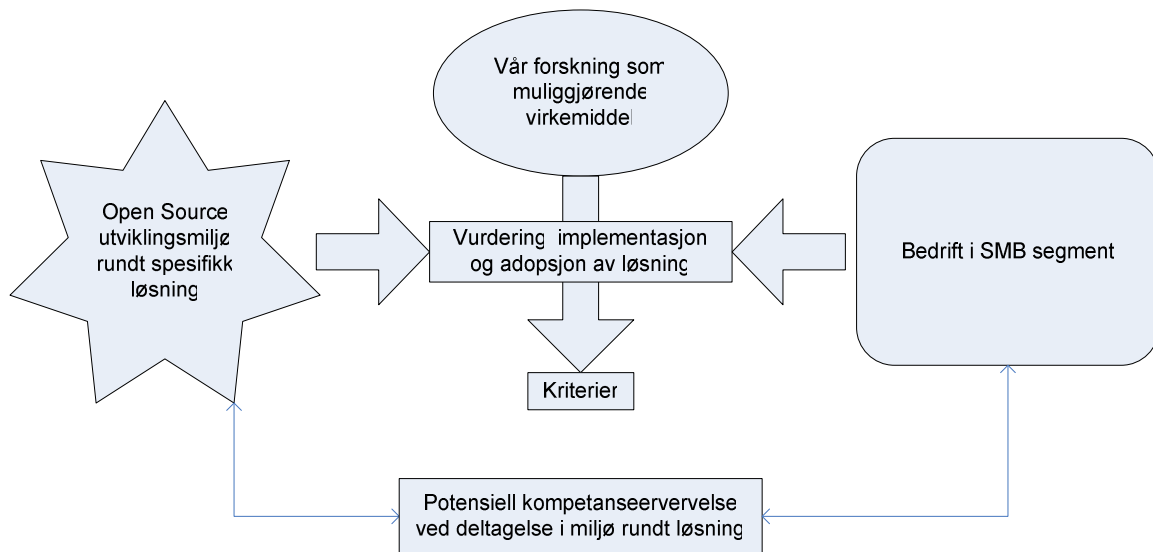 Vår forskning som
muliggjørende
virkemiddel
Open Source
utviklingsmiljø
rundt spesifikk
løsning
Vurdering implementasjon
og adopsjon av løsning
Bedrift i SMB segment
Kriterier
Potensiell kompetanseervervelse
ved deltagelse i miljø rundt løsning